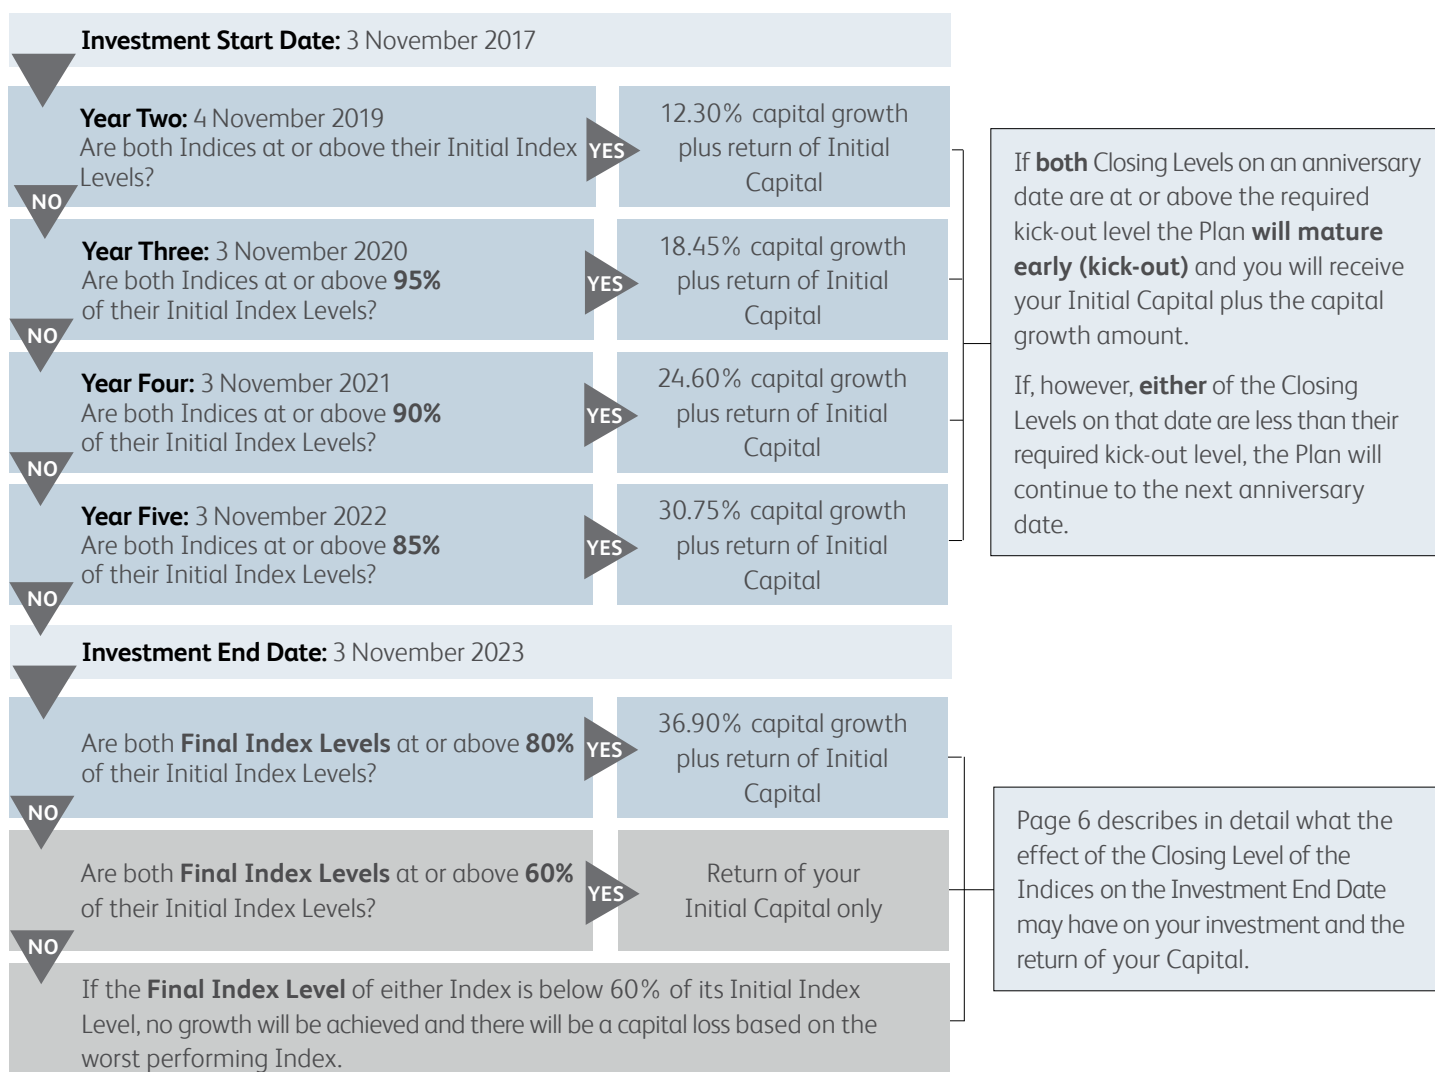 Investment Start Date: 3 November 2017
Year Two: 4 November 2019
Are both Indices at or above their Initial Index
Levels?
YES
12.30% capital growth
plus return of Initial
Capital
NO
Year Three: 3 November 2020
Are both Indices at or above 95%
of their Initial Index Levels?
YES
18.45% capital growth
plus return of Initial
Capital
NO
Year Four: 3 November 2021
Are both Indices at or above 90%
of their Initial Index Levels?
YES
24.60% capital growth
plus return of Initial
Capital
NO
Year Five: 3 November 2022
Are both Indices at or above 85%
of their Initial Index Levels?
YES
30.75% capital growth
plus return of Initial
Capital
NO
If both Closing Levels on an anniversary
date are at or above the required
kick-out level the Plan will mature
early (kick-out) and you will receive
your Initial Capital plus the capital
growth amount.
If, however, either of the Closing
Levels on that date are less than their
required kick-out level, the Plan will
continue to the next anniversary
date.
Investment End Date: 3 November 2023
Are both Final Index Levels at or above 80%
of their Initial Index Levels?
YES
36.90% capital growth
plus return of Initial
Capital
NO
Are both Final Index Levels at or above 60%
of their Initial Index Levels?
YES
Return of your
Initial Capital only
NO
If the Final Index Level of either Index is below 60% of its Initial Index
Level, no growth will be achieved and there will be a capital loss based on the
worst performing Index.
Page 6 describes in detail what the
effect of the Closing Level of the
Indices on the Investment End Date
may have on your investment and the
return of your Capital.